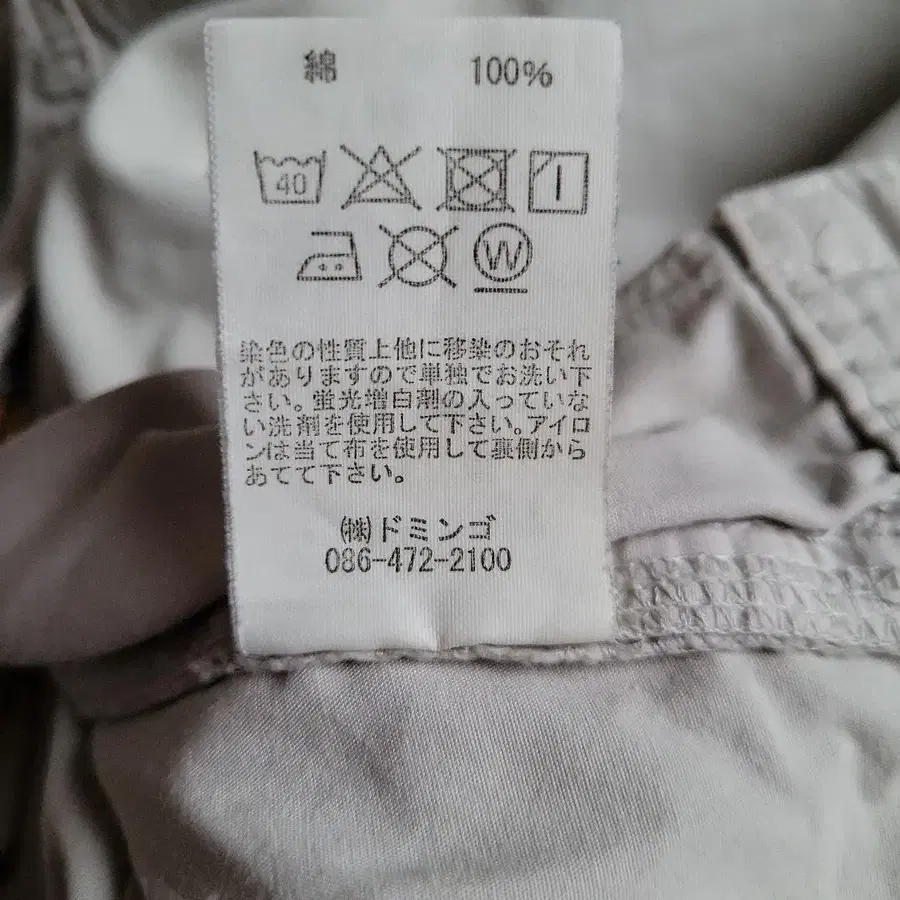 綿 100%
40
W
染色の性質上他に移染のおそれ
がありますので単独でお洗い下
さい。蛍光増白剤の入っていな
い洗剤を使用して下さい。アイロ
ンは当て布を使用して裏側から
あてて下さい。
㈱ドミンゴ
086-472-2100